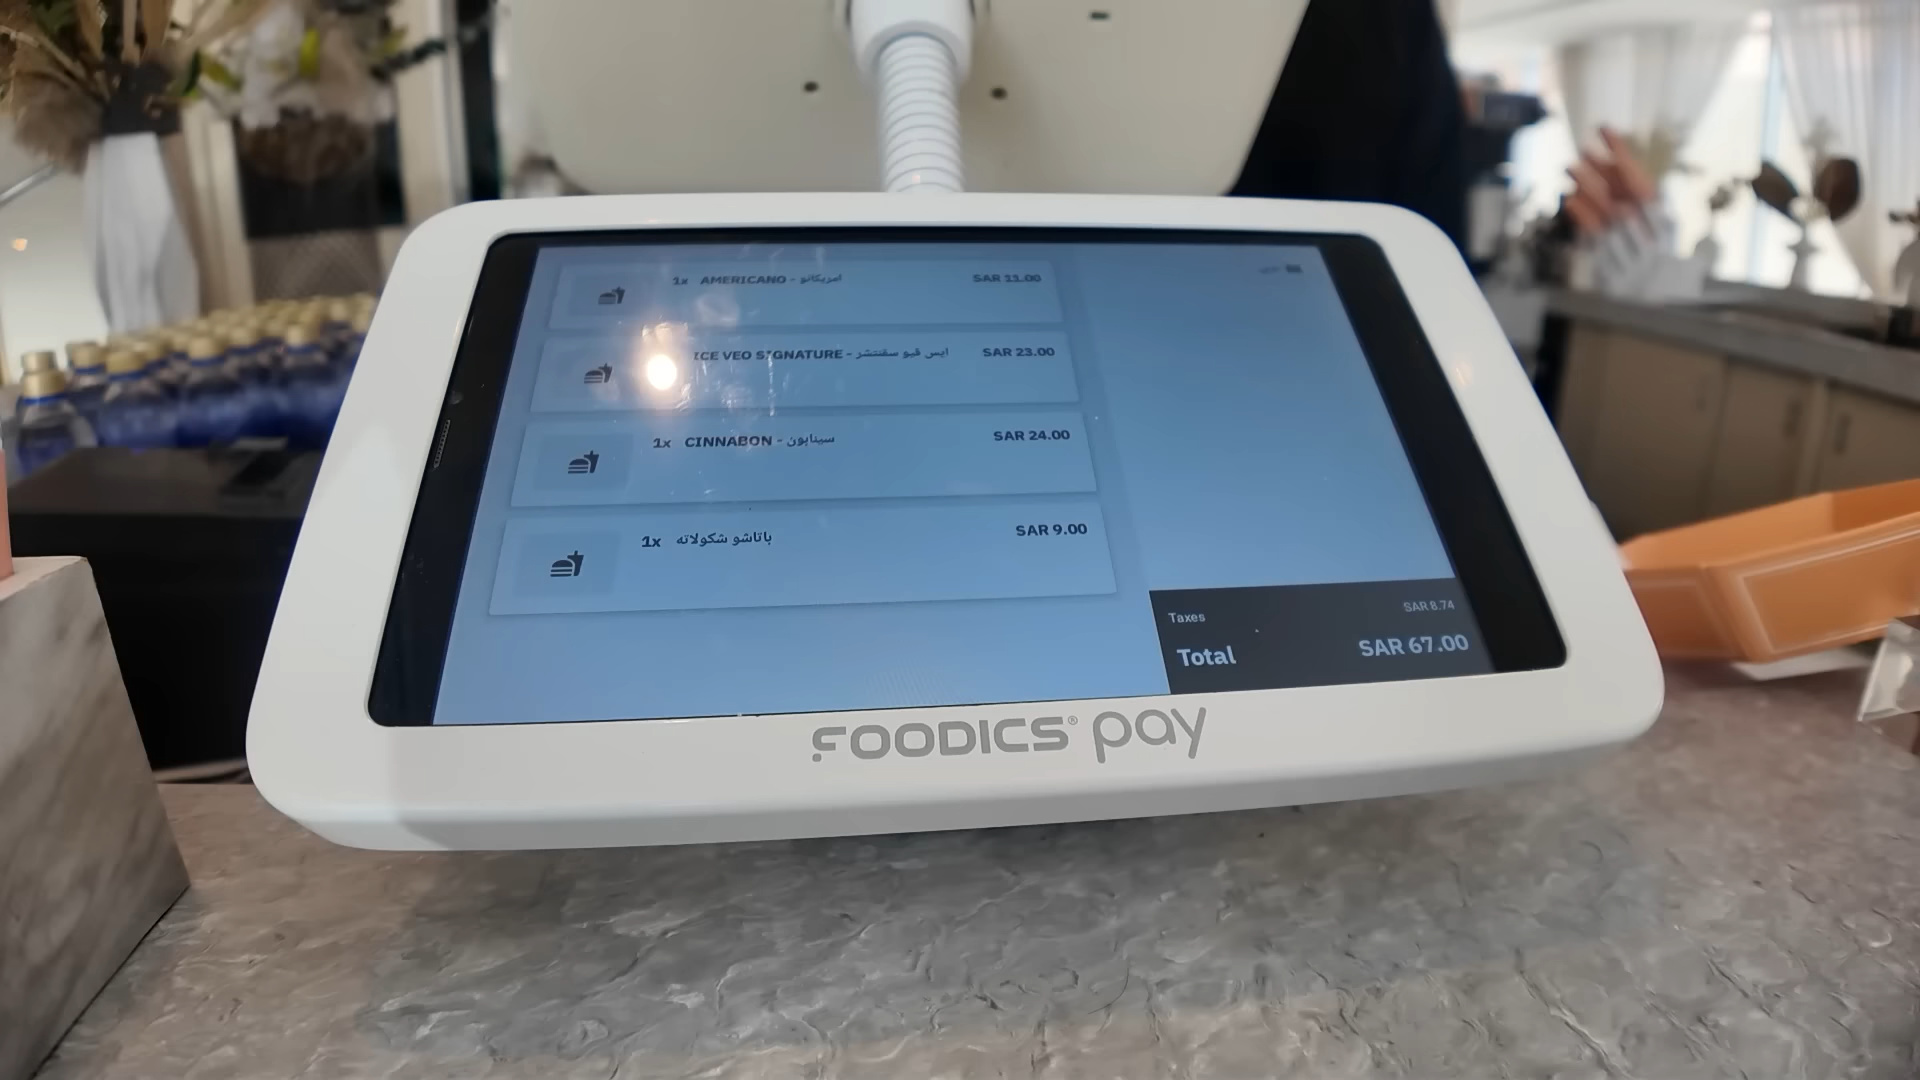 1x AMERICANO - امريكانو SAR 11.00
ICE VEO SIGNATURE - ايس فيو سقنتشر SAR 23.00
1x CINNABON - سينابون SAR 24.00
1x باتاشو شكولاته SAR 9.00
Taxes SAR 8.74
Total SAR 67.00
FOODICS® pay